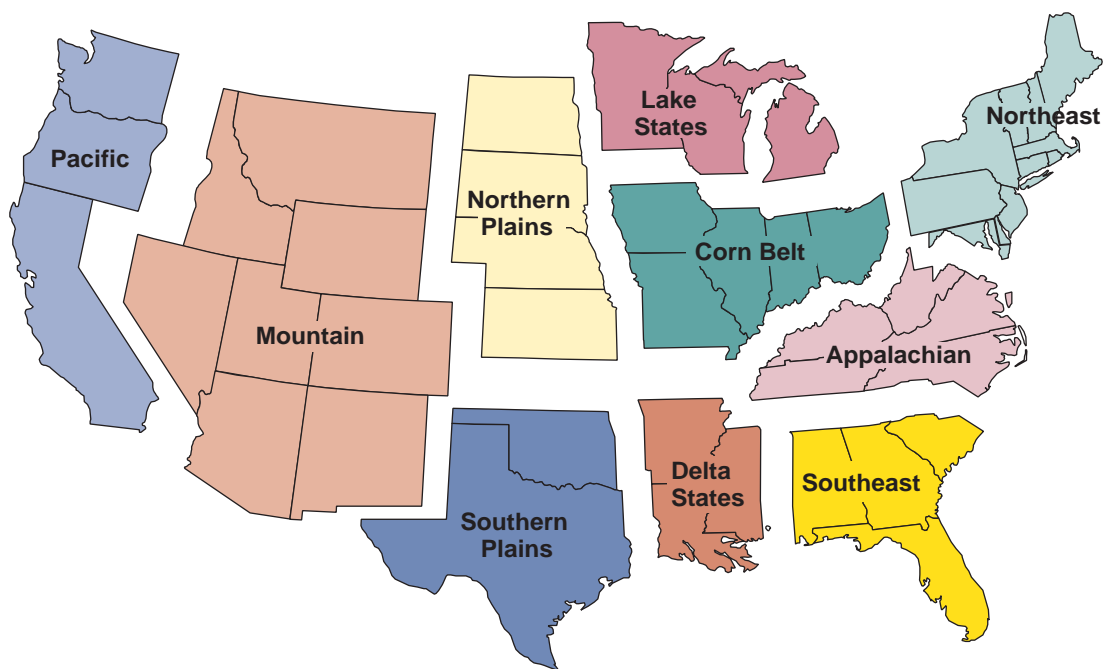 Lake
States
Northeast
Pacific
Northern
Plains
Corn Belt
Mountain
Appalachian
Delta
States
Southeast
Southern
Plains